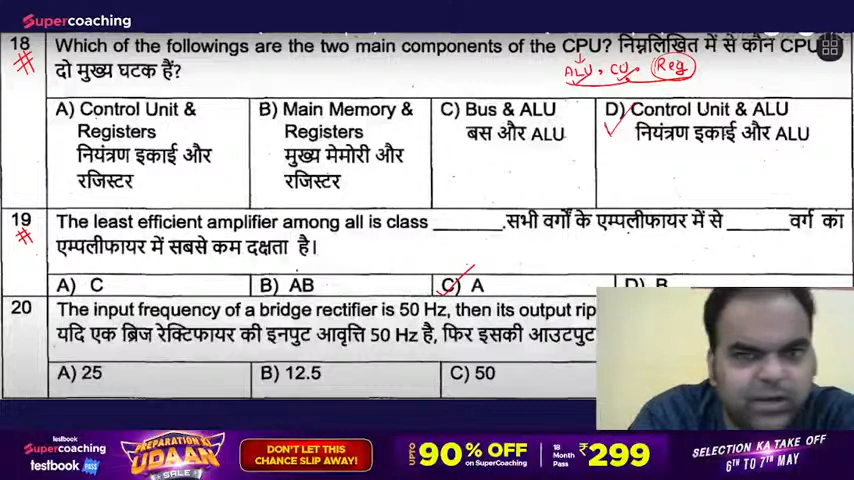 Supercoaching
18
Which of the followings are the two main components of the CPU? निम्नलिखित में से कौन CPU
दो मुख्य घटक हैं?
ALU, CU, Reg
A) Control Unit &
Registers
नियंत्रण इकाई और
रजिस्टर
B) Main Memory &
Registers
मुख्य मेमोरी और
रजिस्टर
C) Bus & ALU
बस और ALU
D) Control Unit & ALU
नियंत्रण इकाई और ALU
19
The least efficient amplifier among all is class ______.सभी वर्गों के एम्पलीफायर में से ______ वर्ग का
एम्पलीफायर में सबसे कम दक्षता है।
A) C
B) AB
C) A
D) B
20
The input frequency of a bridge rectifier is 50 Hz, then its output rip
यदि एक ब्रिज रेक्टिफायर की इनपुट आवृत्ति 50 Hz है, फिर इसकी आउटपुट
A) 25
B) 12.5
C) 50
testbook
Supercoaching
testbook PASS
PREPARATION KI
UDAAN
SALE
DON'T LET THIS
CHANCE SLIP AWAY!
UPTO 90% OFF
on SuperCoaching
18
Month
Pass
₹299
SELECTION KA TAKE OFF
6TH TO 7TH MAY